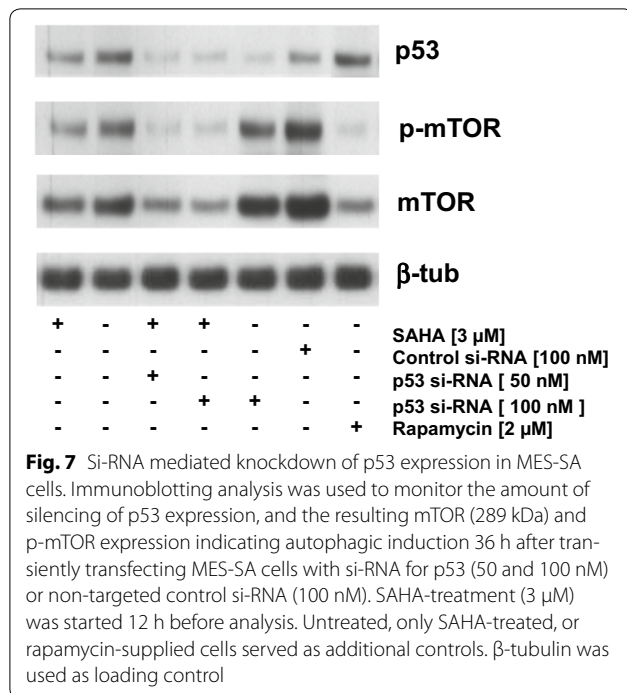 p53
p-mTOR
mTOR
β-tub
+ - + + - - - SAHA [3 µM]
- - - - - + - Control si-RNA [100 nM]
- - + - - - - p53 si-RNA [ 50 nM]
- - - + + - - p53 si-RNA [ 100 nM ]
- - - - - - + Rapamycin [2 µM]
Fig. 7 Si-RNA mediated knockdown of p53 expression in MES-SA
cells. Immunoblotting analysis was used to monitor the amount of
silencing of p53 expression, and the resulting mTOR (289 kDa) and
p-mTOR expression indicating autophagic induction 36 h after tran-
siently transfecting MES-SA cells with si-RNA for p53 (50 and 100 nM)
or non-targeted control si-RNA (100 nM). SAHA-treatment (3 µM)
was started 12 h before analysis. Untreated, only SAHA-treated, or
rapamycin-supplied cells served as additional controls. β-tubulin was
used as loading control